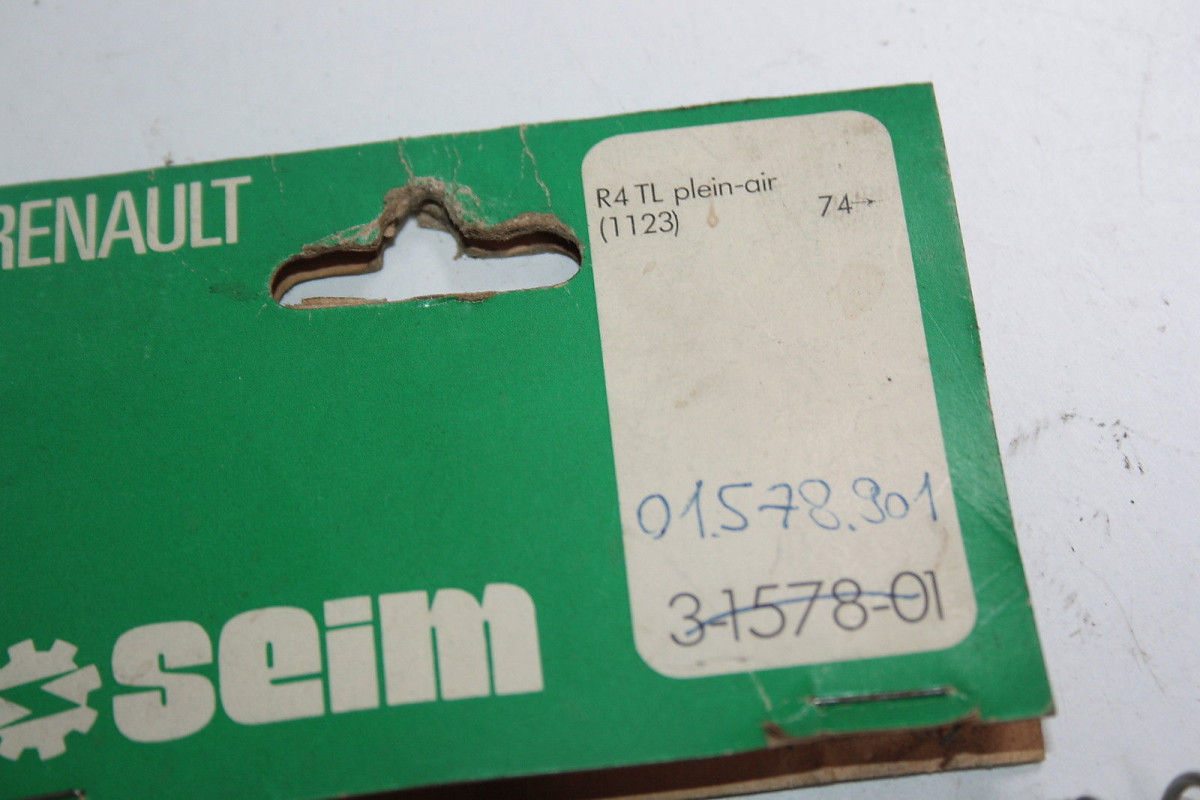 RENAULT
R4 TL plein-air 74→
(1123)
01.578.901
3-1578-01
seim